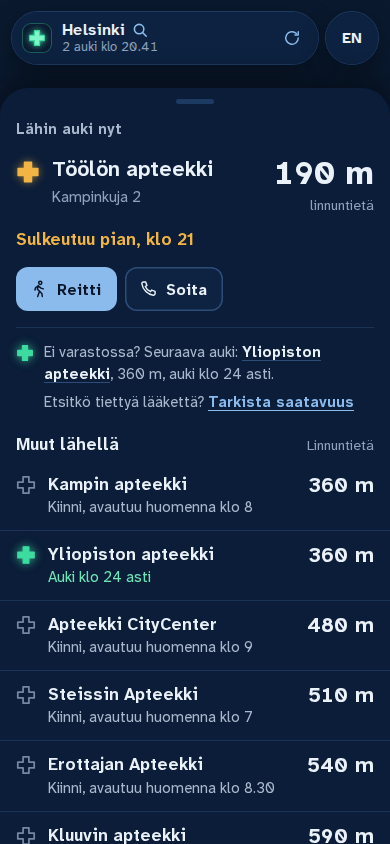 Helsinki
2 auki klo 20.41
EN
Lähin auki nyt
Töölön apteekki
190 m
Kampinkuja 2
linnuntietä
Sulkeutuu pian, klo 21
Reitti
Soita
Ei varastossa? Seuraava auki: Yliopiston
apteekki, 360 m, auki klo 24 asti.
Etsitkö tiettyä lääkettä? Tarkista saatavuus
Muut lähellä
Linnuntietä
Kampin apteekki
360 m
Kiinni, avautuu huomenna klo 8
Yliopiston apteekki
360 m
Auki klo 24 asti
Apteekki CityCenter
480 m
Kiinni, avautuu huomenna klo 9
Steissin Apteekki
510 m
Kiinni, avautuu huomenna klo 7
Erottajan Apteekki
540 m
Kiinni, avautuu huomenna klo 8.30
Kluuvin apteekki
590 m